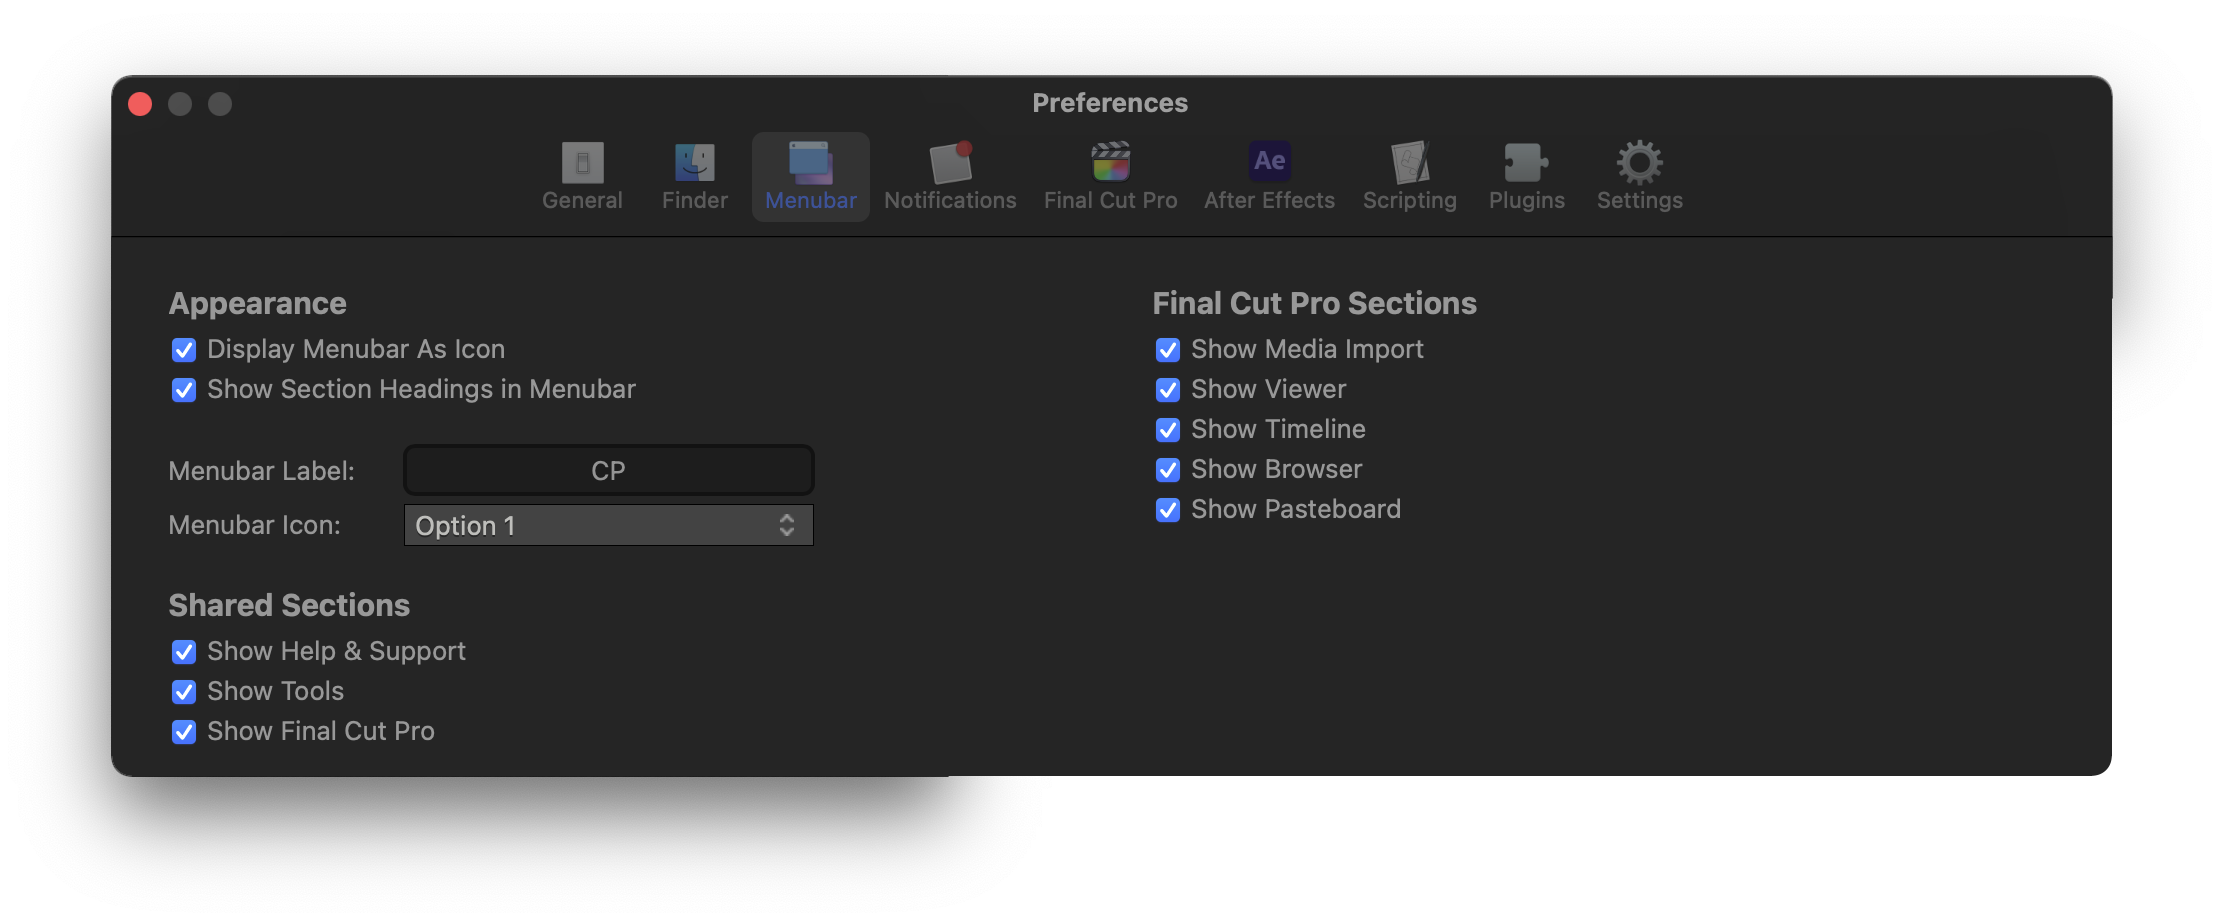 Preferences
General
Finder
Menubar
Notifications
Final Cut Pro
Ae
After Effects
Scripting
Plugins
Settings
Appearance
Display Menubar As Icon
Show Section Headings in Menubar
Menubar Label:
CP
Menubar Icon:
Option 1
Shared Sections
Show Help & Support
Show Tools
Show Final Cut Pro
Final Cut Pro Sections
Show Media Import
Show Viewer
Show Timeline
Show Browser
Show Pasteboard